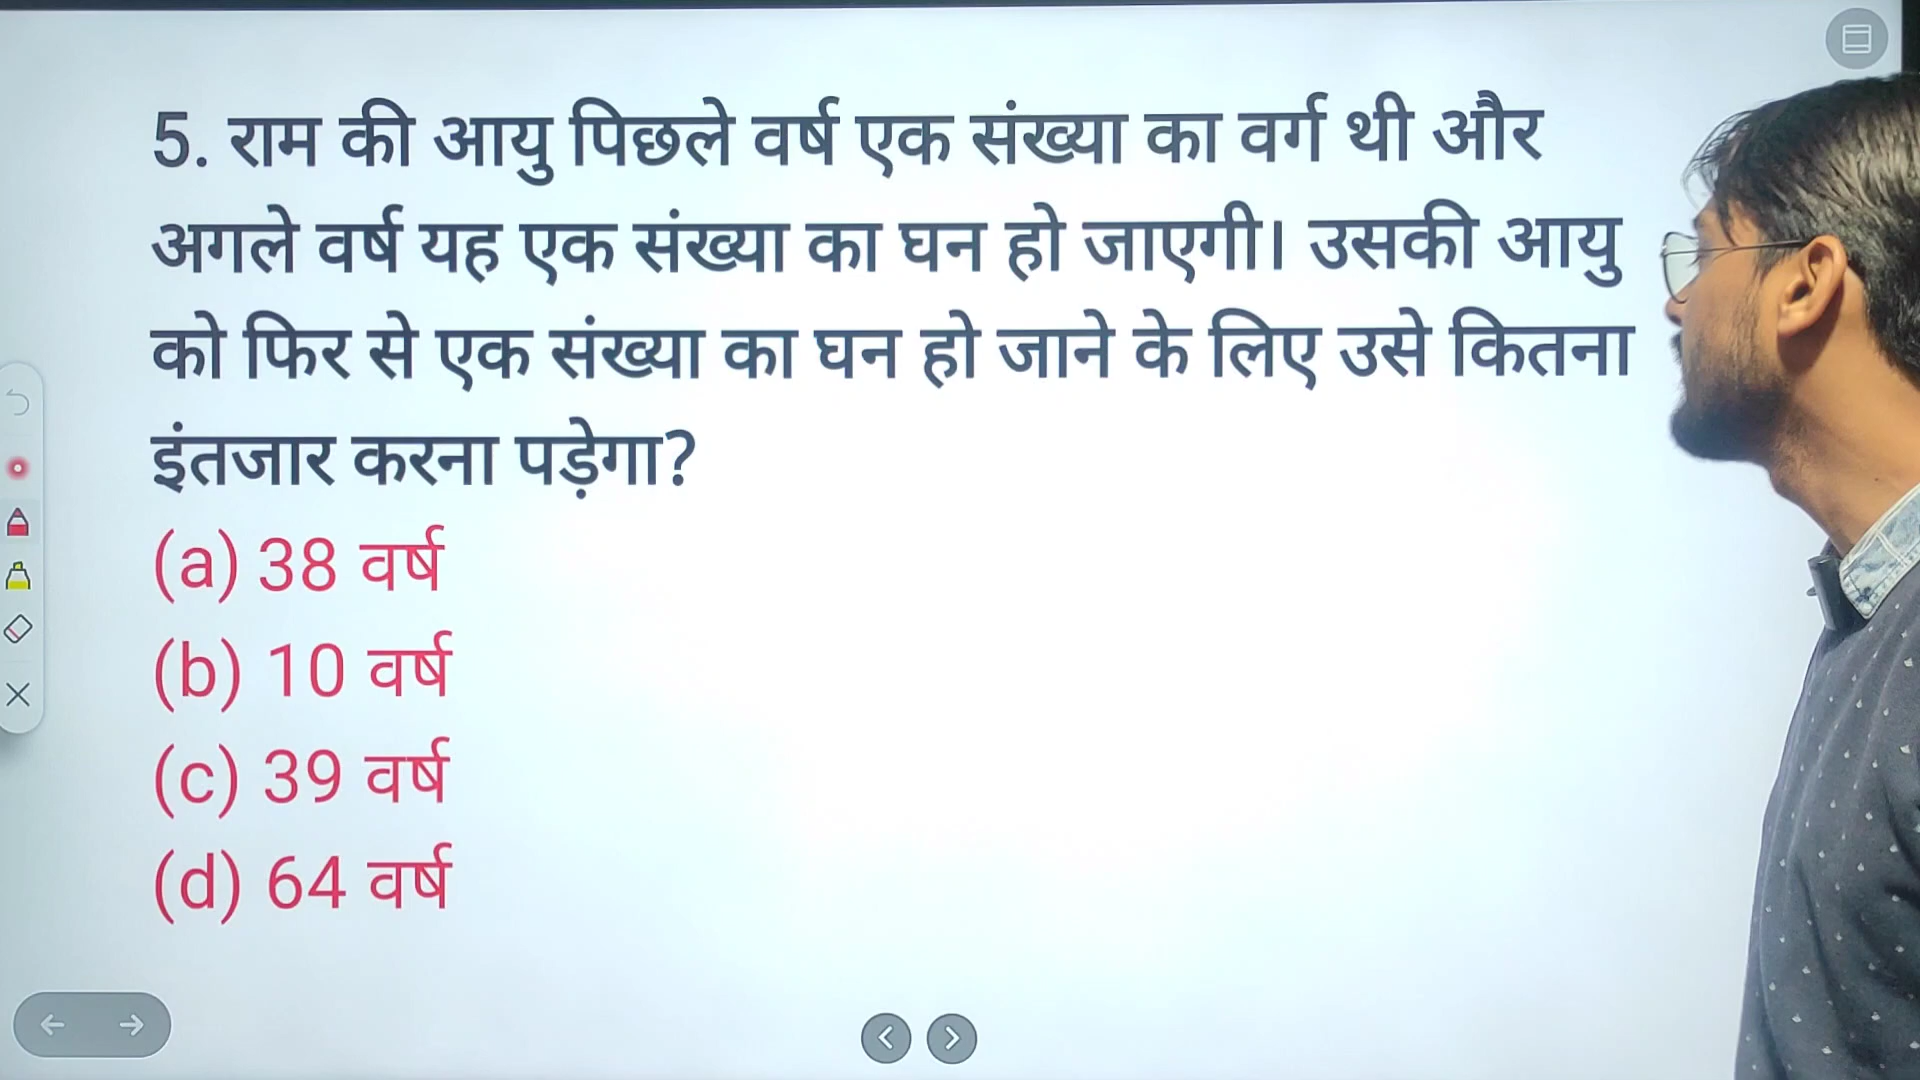 5. राम की आयु पिछले वर्ष एक संख्या का वर्ग थी और
अगले वर्ष यह एक संख्या का घन हो जाएगी। उसकी आयु
को फिर से एक संख्या का घन हो जाने के लिए उसे कितना
इंतजार करना पड़ेगा?
(a) 38 वर्ष
(b) 10 वर्ष
(c) 39 वर्ष
(d) 64 वर्ष